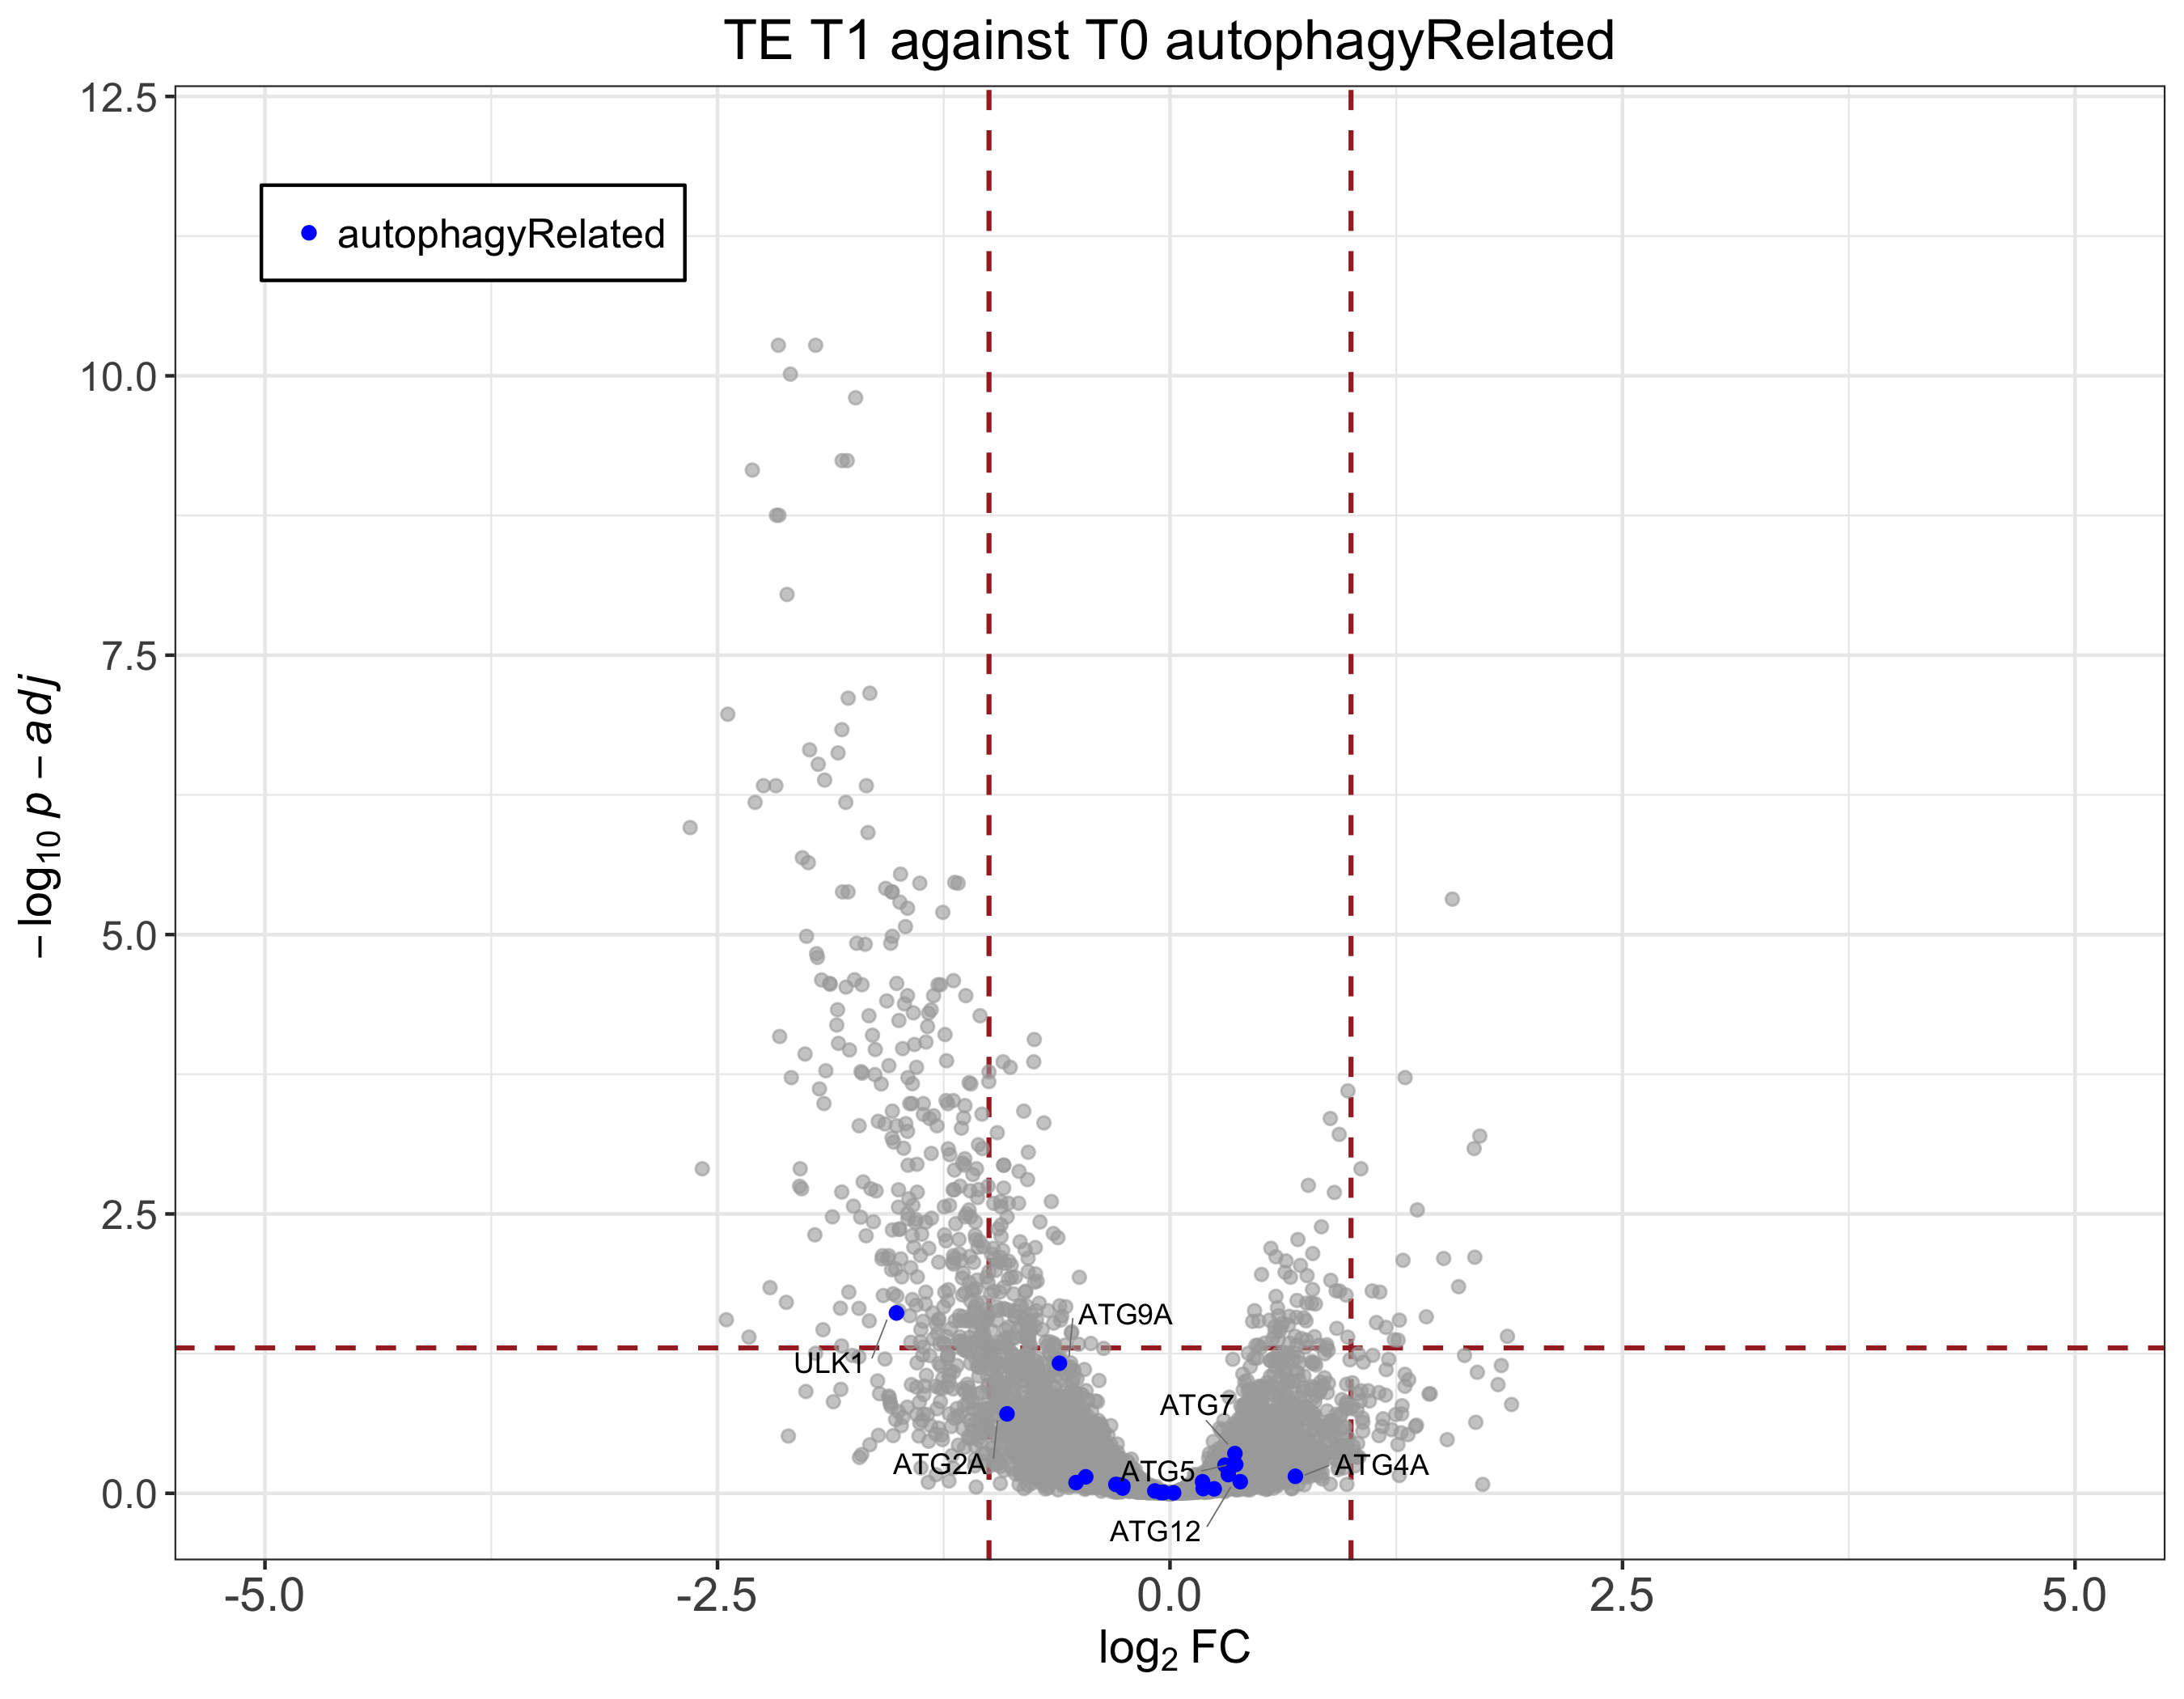 TE T1 against T0 autophagyRelated
12.5
autophagyRelated
10.0
7.5
5.0
2.5
0.0
−log10 p − adj
ATG9A
ULK1
ATG7
ATG2A
ATG5
ATG4A
ATG12
-5.0
-2.5
0.0
2.5
5.0
log2 FC